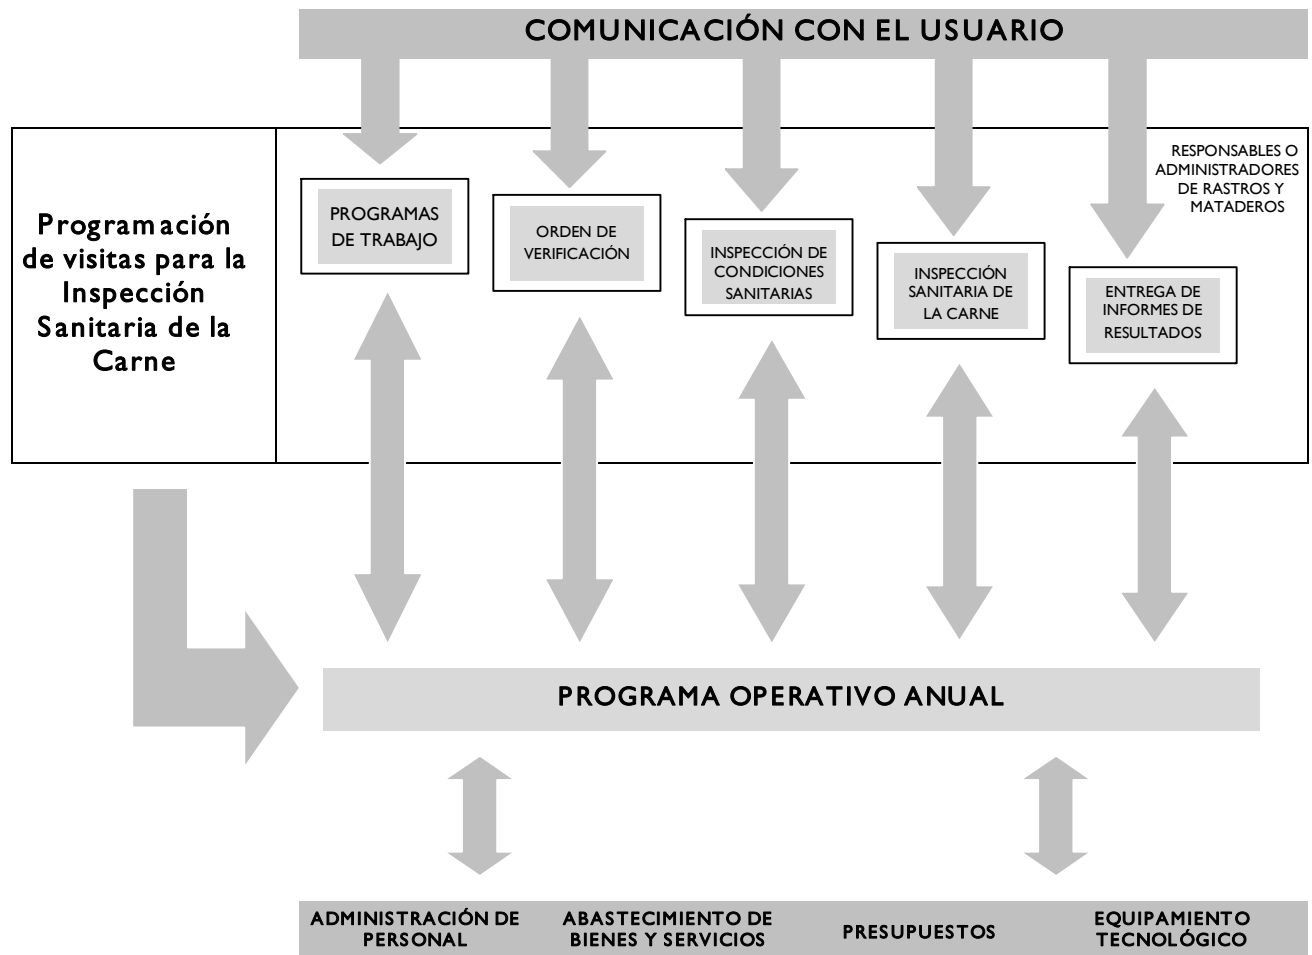 COMUNICACIÓN CON EL USUARIO
Programación
de visitas para la
Inspección
Sanitaria de la
Carne
PROGRAMAS
DE TRABAJO
ORDEN DE
VERIFICACIÓN
INSPECCIÓN DE
CONDICIONES
SANITARIAS
INSPECCIÓN
SANITARIA DE
LA CARNE
ENTREGA DE
INFORMES DE
RESULTADOS
RESPONSABLES O
ADMINISTRADORES
DE RASTROS Y
MATADEROS
PROGRAMA OPERATIVO ANUAL
ADMINISTRACIÓN DE
PERSONAL
ABASTECIMIENTO DE
BIENES Y SERVICIOS
PRESUPUESTOS
EQUIPAMIENTO
TECNOLÓGICO